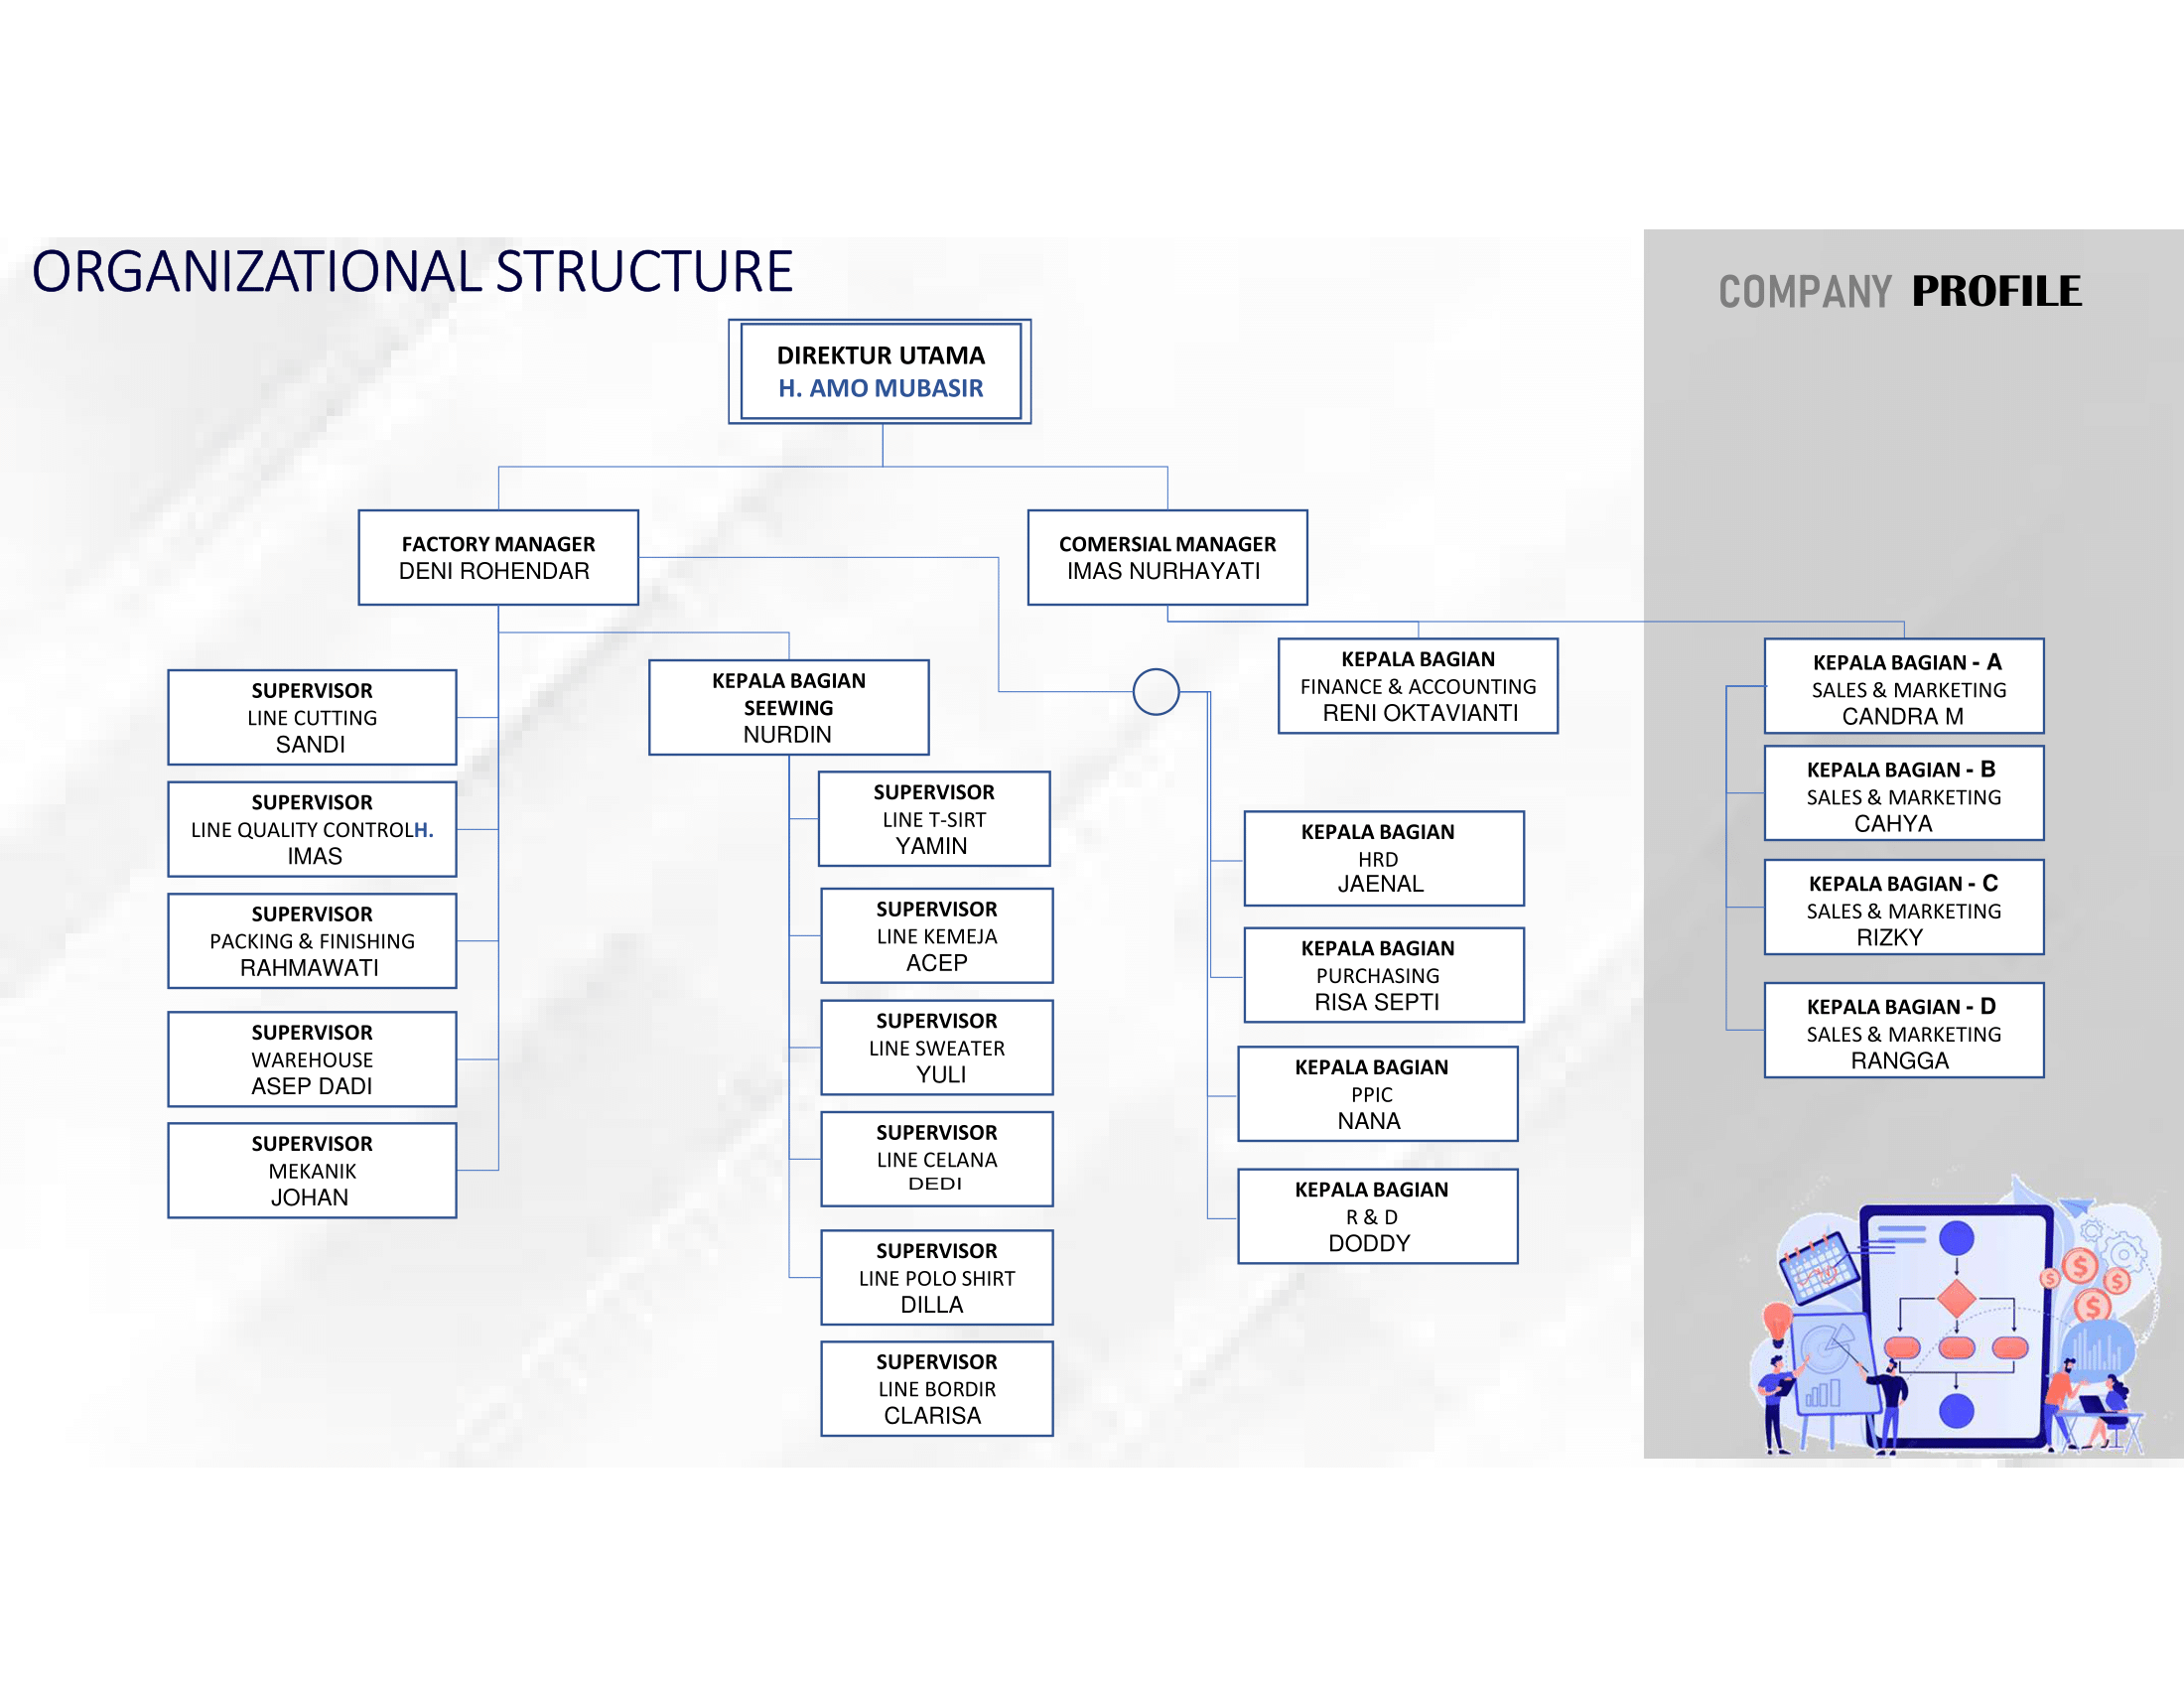 ORGANIZATIONAL STRUCTURE
COMPANY PROFILE
DIREKTUR UTAMA
H. AMO MUBASIR
FACTORY MANAGER
DENI ROHENDAR
COMERSIAL MANAGER
IMAS NURHAYATI
SUPERVISOR
LINE CUTTING
SANDI
SUPERVISOR
LINE QUALITY CONTROLH.
IMAS
SUPERVISOR
PACKING & FINISHING
RAHMAWATI
SUPERVISOR
WAREHOUSE
ASEP DADI
SUPERVISOR
MEKANIK
JOHAN
KEPALA BAGIAN
SEEWING
NURDIN
SUPERVISOR
LINE T-SIRT
YAMIN
SUPERVISOR
LINE KEMEJA
ACEP
SUPERVISOR
LINE SWEATER
YULI
SUPERVISOR
LINE CELANA
DEDI
SUPERVISOR
LINE POLO SHIRT
DILLA
SUPERVISOR
LINE BORDIR
CLARISA
KEPALA BAGIAN
FINANCE & ACCOUNTING
RENI OKTAVIANTI
KEPALA BAGIAN
HRD
JAENAL
KEPALA BAGIAN
PURCHASING
RISA SEPTI
KEPALA BAGIAN
PPIC
NANA
KEPALA BAGIAN
R & D
DODDY
KEPALA BAGIAN - A
SALES & MARKETING
CANDRA M
KEPALA BAGIAN - B
SALES & MARKETING
CAHYA
KEPALA BAGIAN - C
SALES & MARKETING
RIZKY
KEPALA BAGIAN - D
SALES & MARKETING
RANGGA